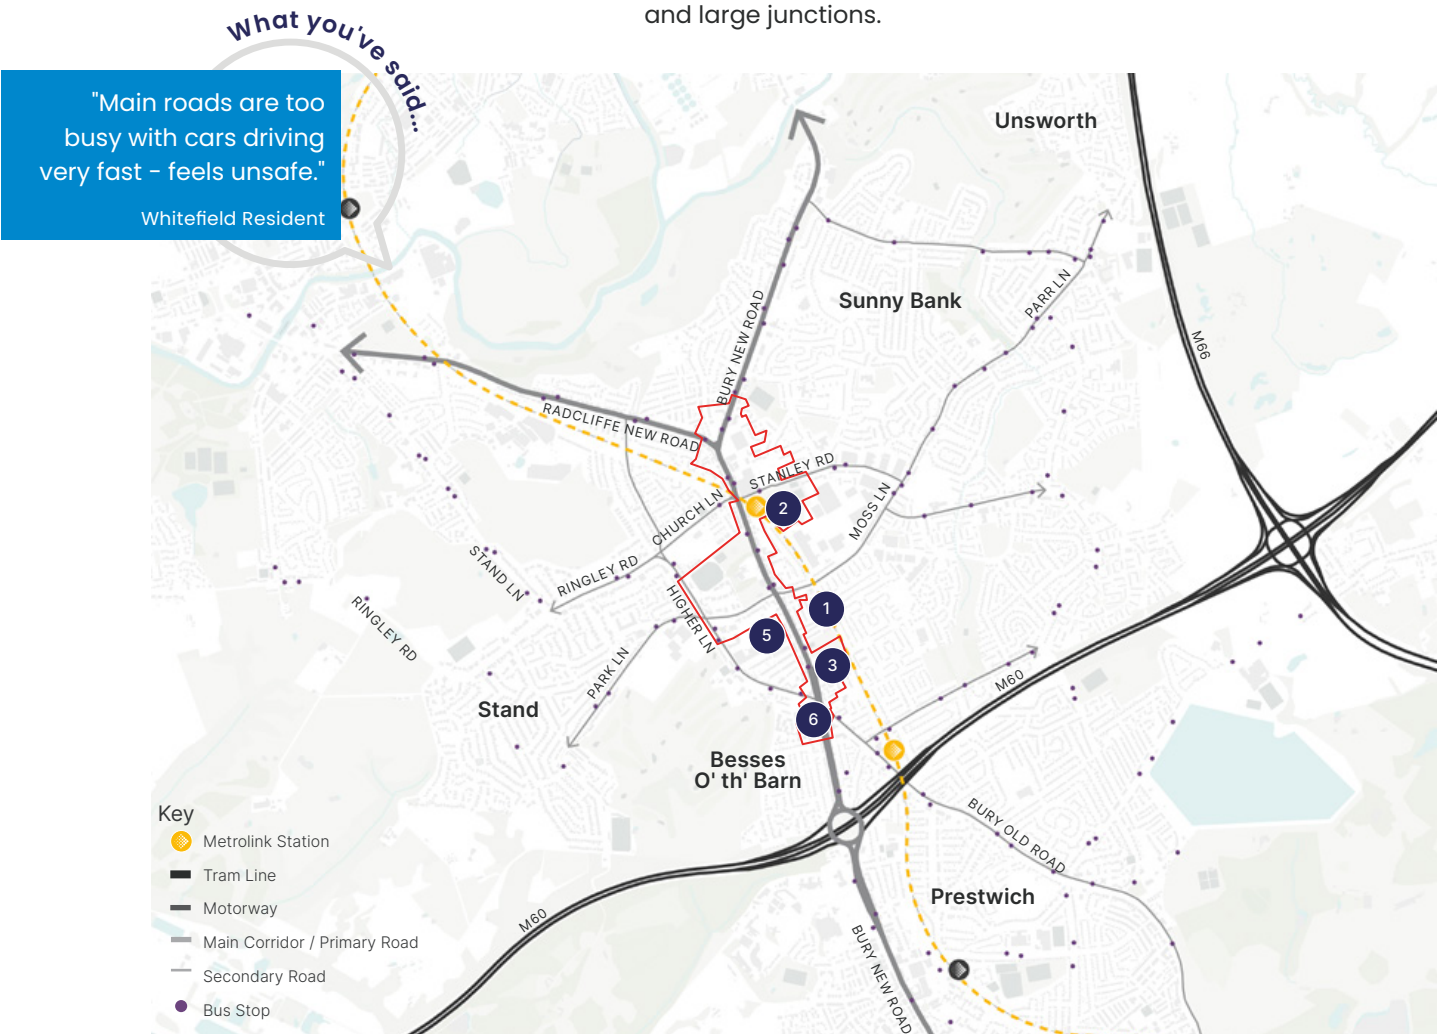 and large junctions.
What you've said...
"Main roads are too
busy with cars driving
very fast - feels unsafe."
Whitefield Resident
Unsworth
Sunny Bank
PARR LN
M66
BURY NEW ROAD
RADCLIFFE NEW ROAD
STANLEY RD
2
CHURCH LN
MOSS LN
STAND LN
RINGLEY RD
RINGLEY RD
HIGHER LN
1
5
3
PARK LN
M60
Stand
6
Besses
O' th' Barn
BURY OLD ROAD
Prestwich
M60
BURY NEW ROAD
Key
Metrolink Station
Tram Line
Motorway
Main Corridor / Primary Road
Secondary Road
Bus Stop